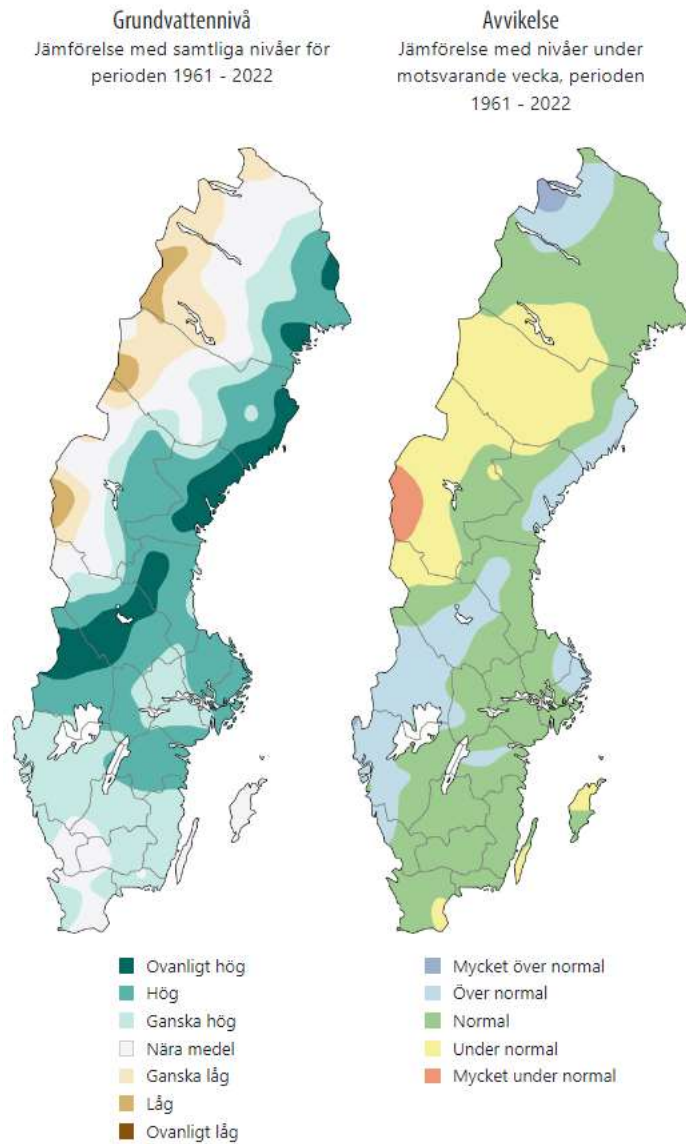 Grundvattennivå
Jämförelse med samtliga nivåer för
perioden 1961 - 2022
Avvikelse
Jämförelse med nivåer under
motsvarande vecka, perioden
1961 - 2022
Ovanligt hög
Hög
Ganska hög
Nära medel
Ganska låg
Låg
Ovanligt låg
Mycket över normal
Över normal
Normal
Under normal
Mycket under normal